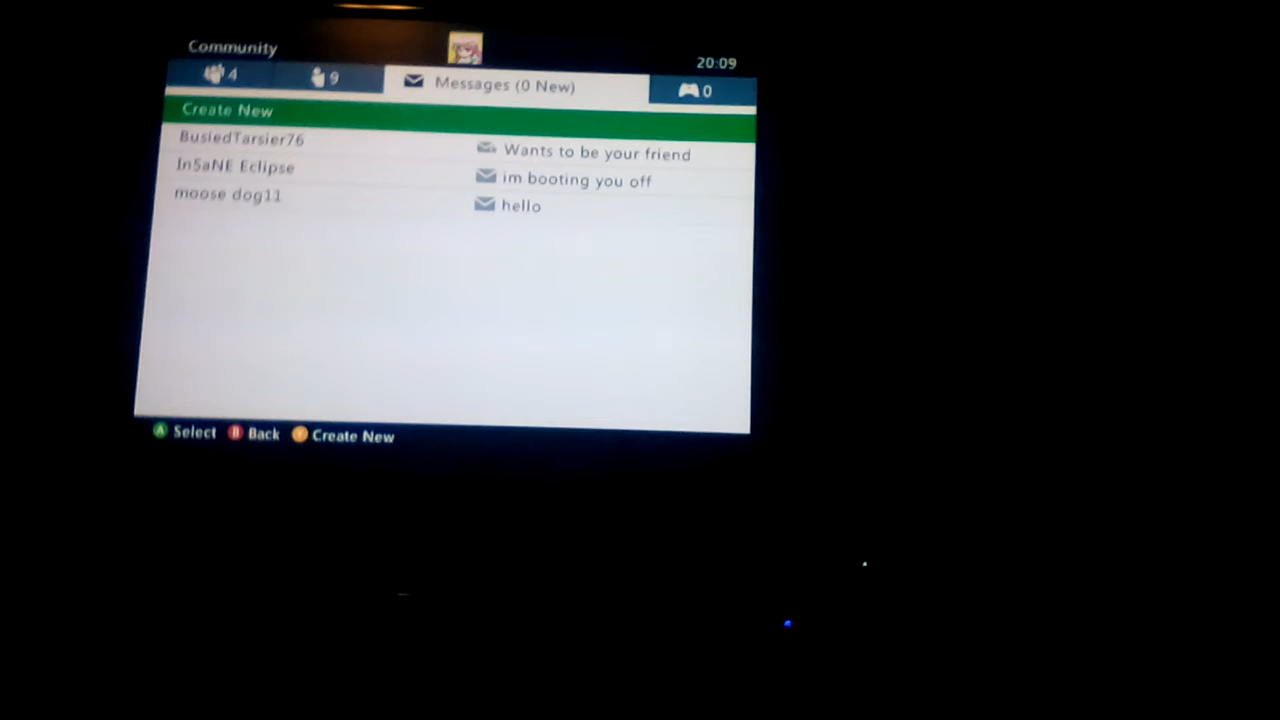 Community
20:09
4
9
Messages (0 New)
0
Create New
BusiedTarsier76 Wants to be your friend
In5aNE Eclipse im booting you off
moose dog11 hello
A Select B Back Y Create New